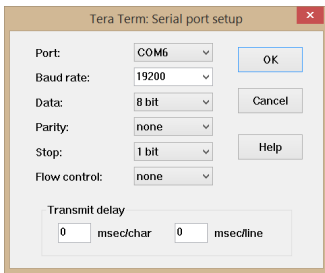 Tera Term: Serial port setup
Port: COM6 OK
Baud rate: 19200
Data: 8 bit Cancel
Parity: none
Stop: 1 bit Help
Flow control: none
Transmit delay
0 msec/char 0 msec/line